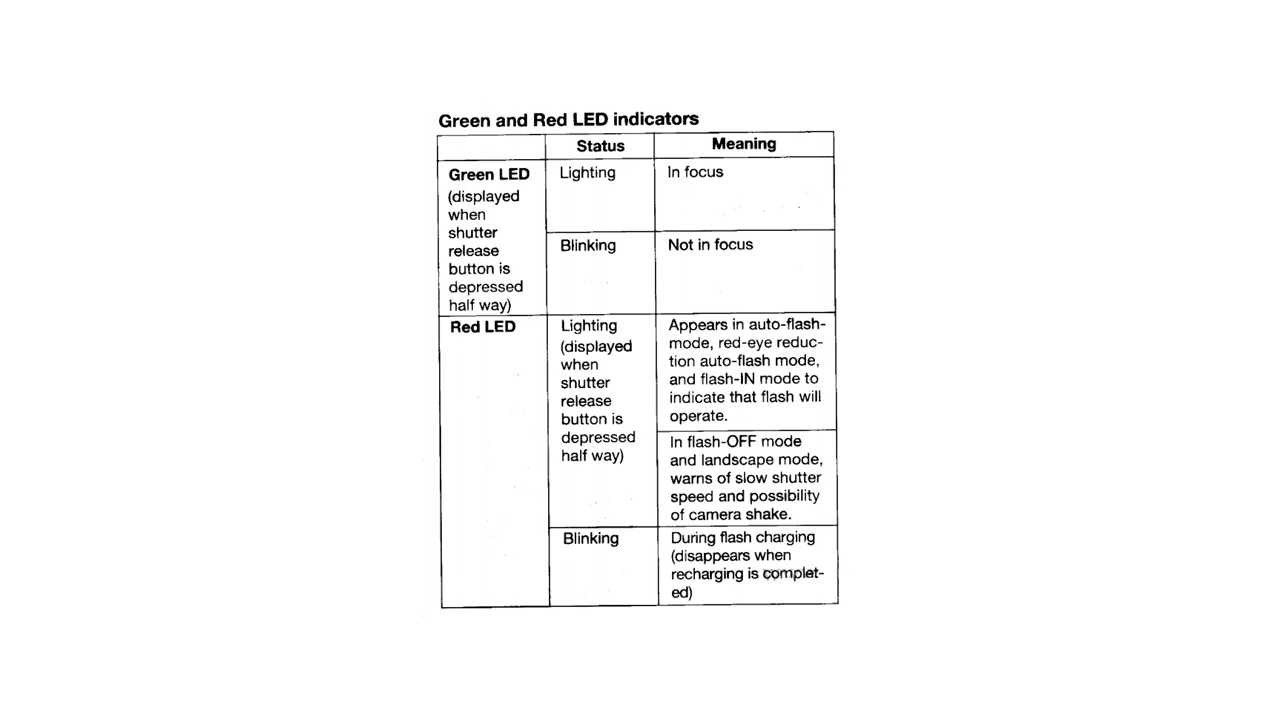 Green and Red LED indicators
Status
Meaning
Green LED
(displayed
when
shutter
release
button is
depressed
half way)
Lighting
In focus
Blinking
Not in focus
Red LED
Lighting
(displayed
when
shutter
release
button is
depressed
half way)
Appears in auto-flash-
mode, red-eye reduc-
tion auto-flash mode,
and flash-IN mode to
indicate that flash will
operate.
In flash-OFF mode
and landscape mode,
warns of slow shutter
speed and possibility
of camera shake.
Blinking
During flash charging
(disappears when
recharging is complet-
ed)